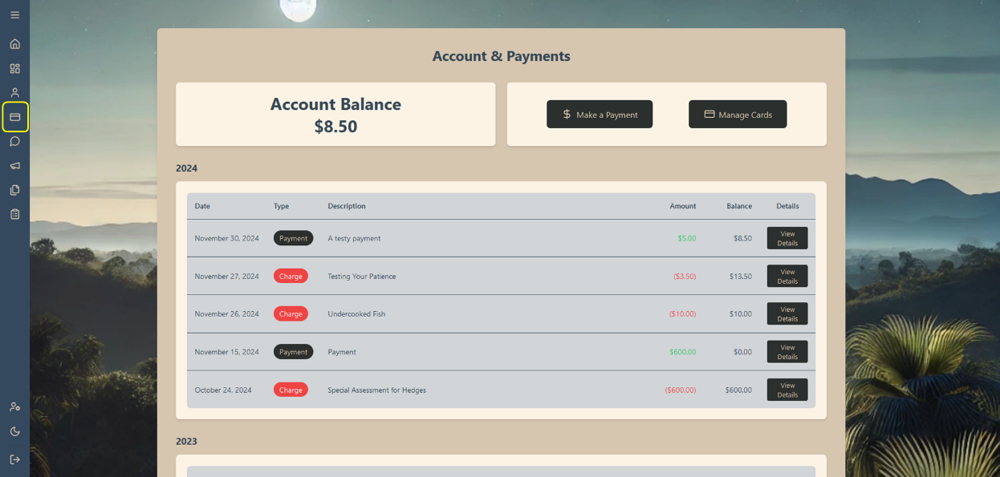 Account & Payments
Account Balance
$8.50
Make a Payment
Manage Cards
2024
Date Type Description Amount Balance Details
November 30, 2024 Payment A testy payment $5.00 $8.50 View Details
November 27, 2024 Charge Testing Your Patience ($3.50) $13.50 View Details
November 26, 2024 Charge Undercooked Fish ($10.00) $10.00 View Details
November 15, 2024 Payment Payment $600.00 $0.00 View Details
October 24, 2024 Charge Special Assessment for Hedges ($600.00) $600.00 View Details
2023